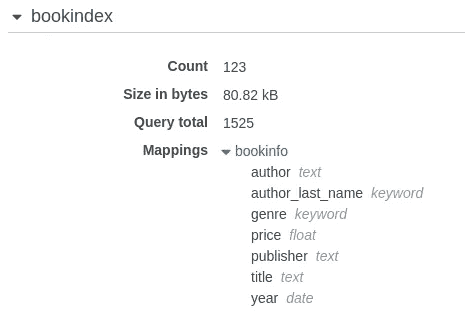 bookindex
Count 123
Size in bytes 80.82 kB
Query total 1525
Mappings bookinfo
author text
author_last_name keyword
genre keyword
price float
publisher text
title text
year date